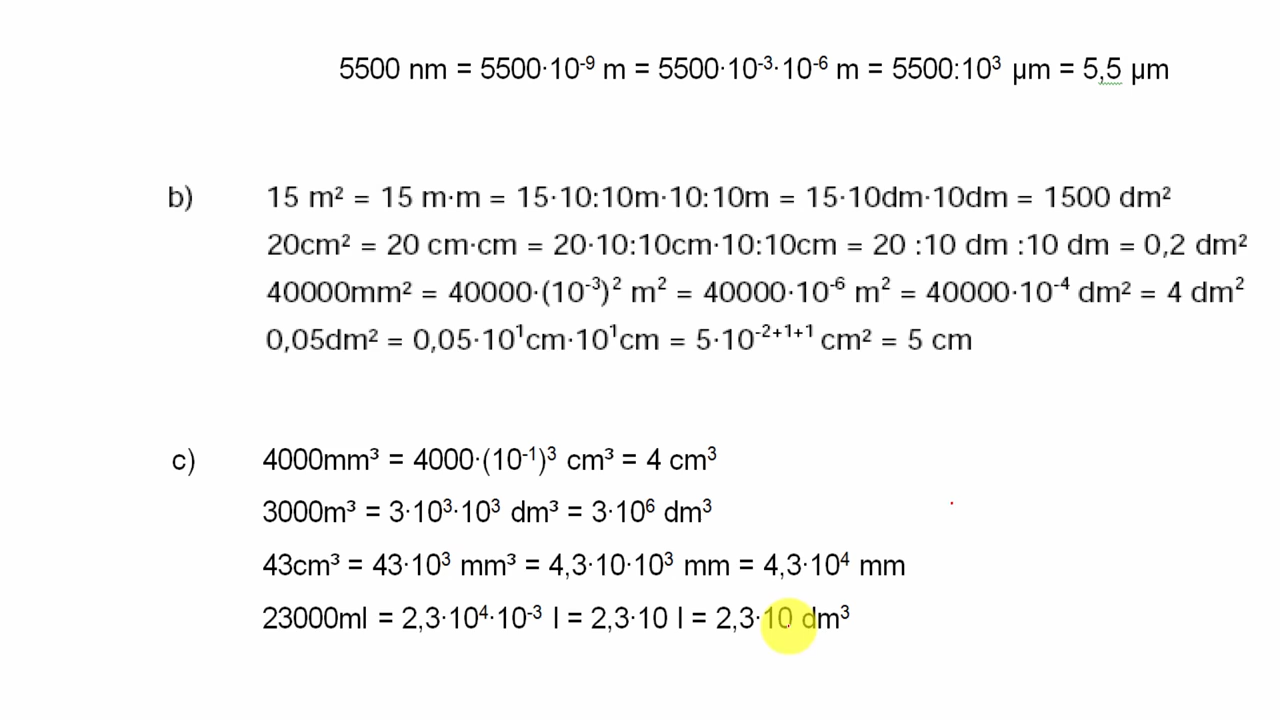 5500 nm = 5500·10⁻⁹ m = 5500·10⁻³·10⁻⁶ m = 5500:10³ μm = 5,5 μm
b) 15 m² = 15 m·m = 15·10:10m·10:10m = 15·10dm·10dm = 1500 dm²
20cm² = 20 cm·cm = 20·10:10cm·10:10cm = 20 :10 dm :10 dm = 0,2 dm²
40000mm² = 40000·(10⁻³)² m² = 40000·10⁻⁶ m² = 40000·10⁻⁴ dm² = 4 dm²
0,05dm² = 0,05·10¹cm·10¹cm = 5·10⁻²⁺¹⁺¹ cm² = 5 cm
c) 4000mm³ = 4000·(10⁻¹)³ cm³ = 4 cm³
3000m³ = 3·10³·10³ dm³ = 3·10⁶ dm³
43cm³ = 43·10³ mm³ = 4,3·10·10³ mm = 4,3·10⁴ mm
23000ml = 2,3·10⁴·10⁻³ l = 2,3·10 l = 2,3·10 dm³